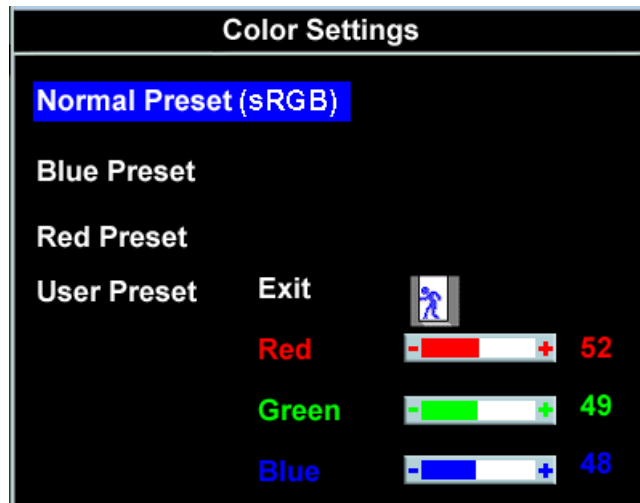 Color Settings
Normal Preset (sRGB)
Blue Preset
Red Preset
User Preset Exit
Red - + 52
Green - + 49
Blue - + 48